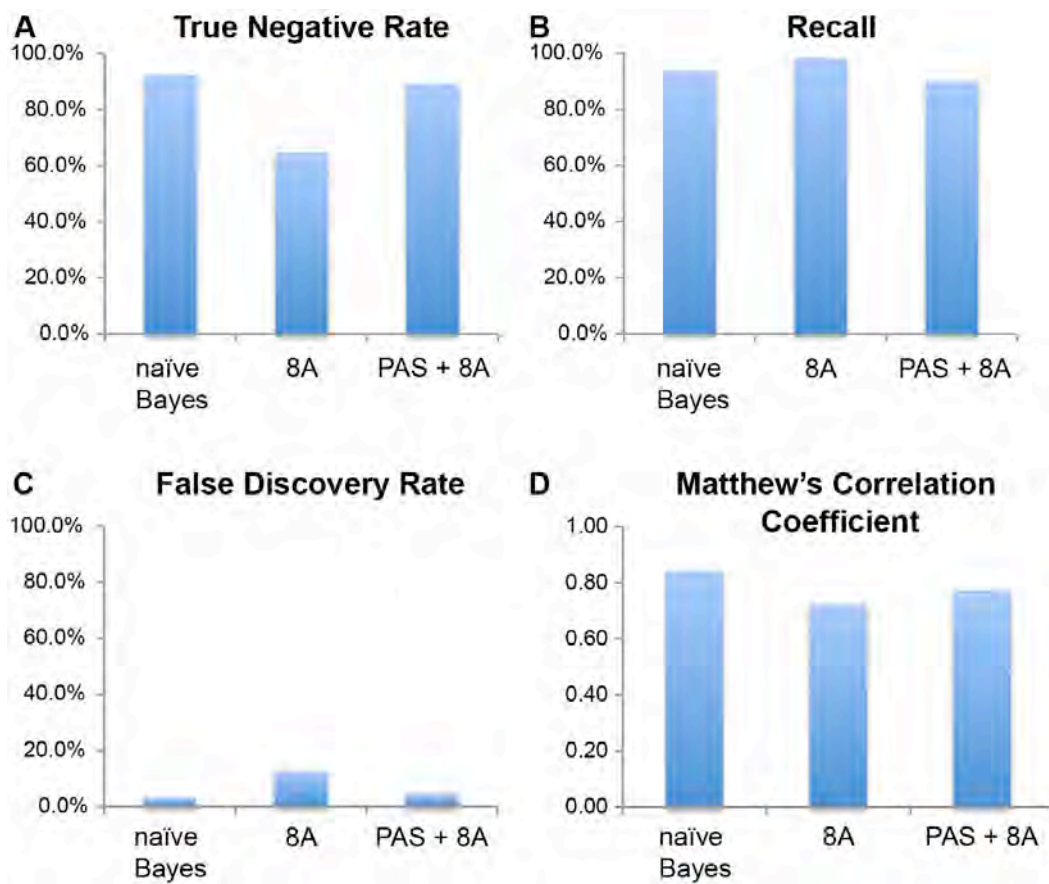 A
True Negative Rate
100.0%
80.0%
60.0%
40.0%
20.0%
0.0%
naïve
Bayes
8A
PAS + 8A
B
Recall
100.0%
80.0%
60.0%
40.0%
20.0%
0.0%
naïve
Bayes
8A
PAS + 8A
C
False Discovery Rate
100.0%
80.0%
60.0%
40.0%
20.0%
0.0%
naïve
Bayes
8A
PAS + 8A
D
Matthew's Correlation
Coefficient
1.00
0.80
0.60
0.40
0.20
0.00
naïve
Bayes
8A
PAS + 8A